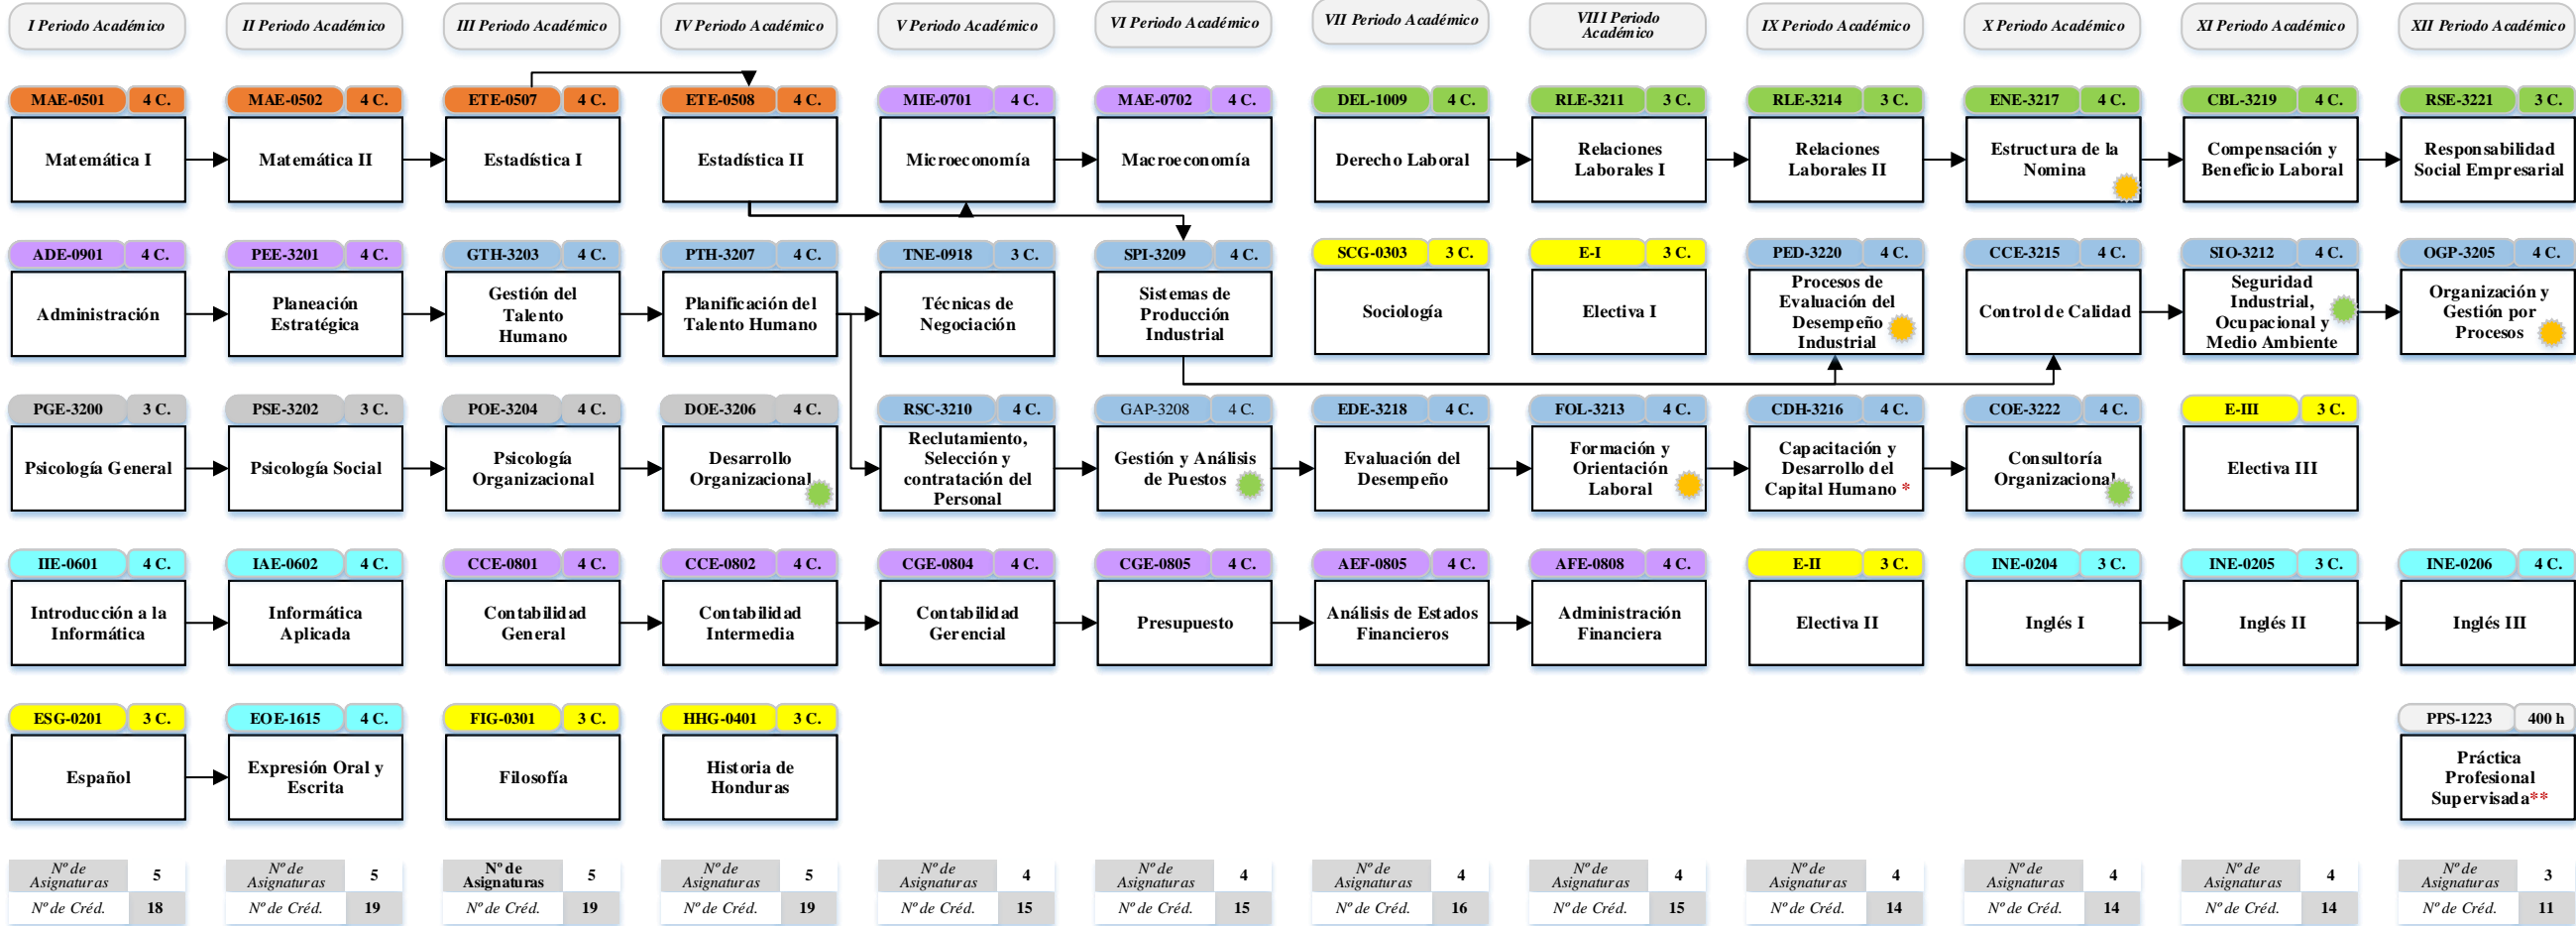 I Periodo Académico
II Periodo Académico
III Periodo Académico
IV Periodo Académico
V Periodo Académico
VI Periodo Académico
VII Periodo Académico
VIII Periodo
Académico
IX Periodo Académico
X Periodo Académico
XI Periodo Académico
XII Periodo Académico
MAE-0501 4 C.
Matemática I
MAE-0502 4 C.
Matemática II
ETE-0507 4 C.
Estadística I
ETE-0508 4 C.
Estadística II
MIE-0701 4 C.
Microeconomía
MAE-0702 4 C.
Macroeconomía
DEL-1009 4 C.
Derecho Laboral
RLE-3211 3 C.
Relaciones
Laborales I
RLE-3214 3 C.
Relaciones
Laborales II
ENE-3217 4 C.
Estructura de la
Nomina
CBL-3219 4 C.
Compensación y
Beneficio Laboral
RSE-3221 3 C.
Responsabilidad
Social Empresarial
ADE-0901 4 C.
Administración
PEE-3201 4 C.
Planeación
Estratégica
GTH-3203 4 C.
Gestión del
Talento
Humano
PTH-3207 4 C.
Planificación del
Talento Humano
TNE-0918 3 C.
Técnicas de
Negociación
SPI-3209 4 C.
Sistemas de
Producción
Industrial
SCG-0303 3 C.
Sociología
E-I 3 C.
Electiva I
PED-3220 4 C.
Procesos de
Evaluación del
Desempeño
Industrial
CCE-3215 4 C.
Control de Calidad
SIO-3212 4 C.
Seguridad
Industrial,
Ocupacional y
Medio Ambiente
OGP-3205 4 C.
Organización y
Gestión por
Procesos
PGE-3200 3 C.
Psicología General
PSE-3202 3 C.
Psicología Social
POE-3204 4 C.
Psicología
Organizacional
DOE-3206 4 C.
Desarrollo
Organizacional
RSC-3210 4 C.
Reclutamiento,
Selección y
contratación del
Personal
GAP-3208 4 C.
Gestión y Análisis
de Puestos
EDE-3218 4 C.
Evaluación del
Desempeño
FOL-3213 4 C.
Formación y
Orientación
Laboral
CDH-3216 4 C.
Capacitación y
Desarrollo del
Capital Humano *
COE-3222 4 C.
Consultoría
Organizacional
E-III 3 C.
Electiva III
IIE-0601 4 C.
Introducción a la
Informática
IAE-0602 4 C.
Informática
Aplicada
CCE-0801 4 C.
Contabilidad
General
CCE-0802 4 C.
Contabilidad
Intermedia
CGE-0804 4 C.
Contabilidad
Gerencial
CGE-0805 4 C.
Presupuesto
AEF-0805 4 C.
Análisis de Estados
Financieros
AFE-0808 4 C.
Administración
Financiera
E-II 3 C.
Electiva II
INE-0204 3 C.
Inglés I
INE-0205 3 C.
Inglés II
INE-0206 4 C.
Inglés III
ESG-0201 3 C.
Español
EOE-1615 4 C.
Expresión Oral y
Escrita
FIG-0301 3 C.
Filosofía
HHG-0401 3 C.
Historia de
Honduras
PPS-1223 400 h
Práctica
Profesional
Supervisada**
Nº de
Asignaturas 5
Nº de Créd. 18
Nº de
Asignaturas 5
Nº de Créd. 19
Nº de
Asignaturas 5
Nº de Créd. 19
Nº de
Asignaturas 5
Nº de Créd. 19
Nº de
Asignaturas 4
Nº de Créd. 15
Nº de
Asignaturas 4
Nº de Créd. 15
Nº de
Asignaturas 4
Nº de Créd. 16
Nº de
Asignaturas 4
Nº de Créd. 15
Nº de
Asignaturas 4
Nº de Créd. 14
Nº de
Asignaturas 4
Nº de Créd. 14
Nº de
Asignaturas 4
Nº de Créd. 14
Nº de
Asignaturas 3
Nº de Créd. 11